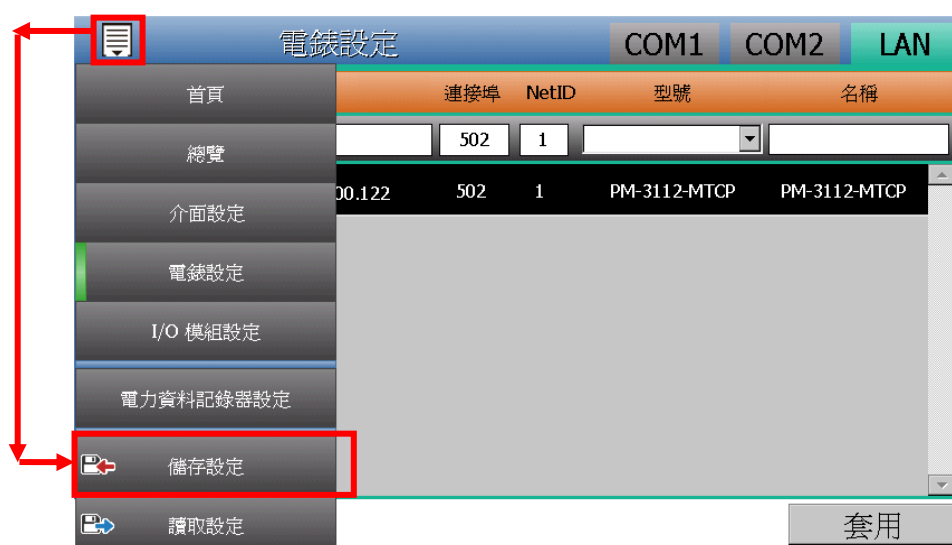 電錶設定 COM1 COM2 LAN
連接埠 NetID 型號 名稱
502 1
00.122 502 1 PM-3112-MTCP PM-3112-MTCP
首頁
總覽
介面設定
電錶設定
I/O 模組設定
電力資料記錄器設定
儲存設定
讀取設定
套用